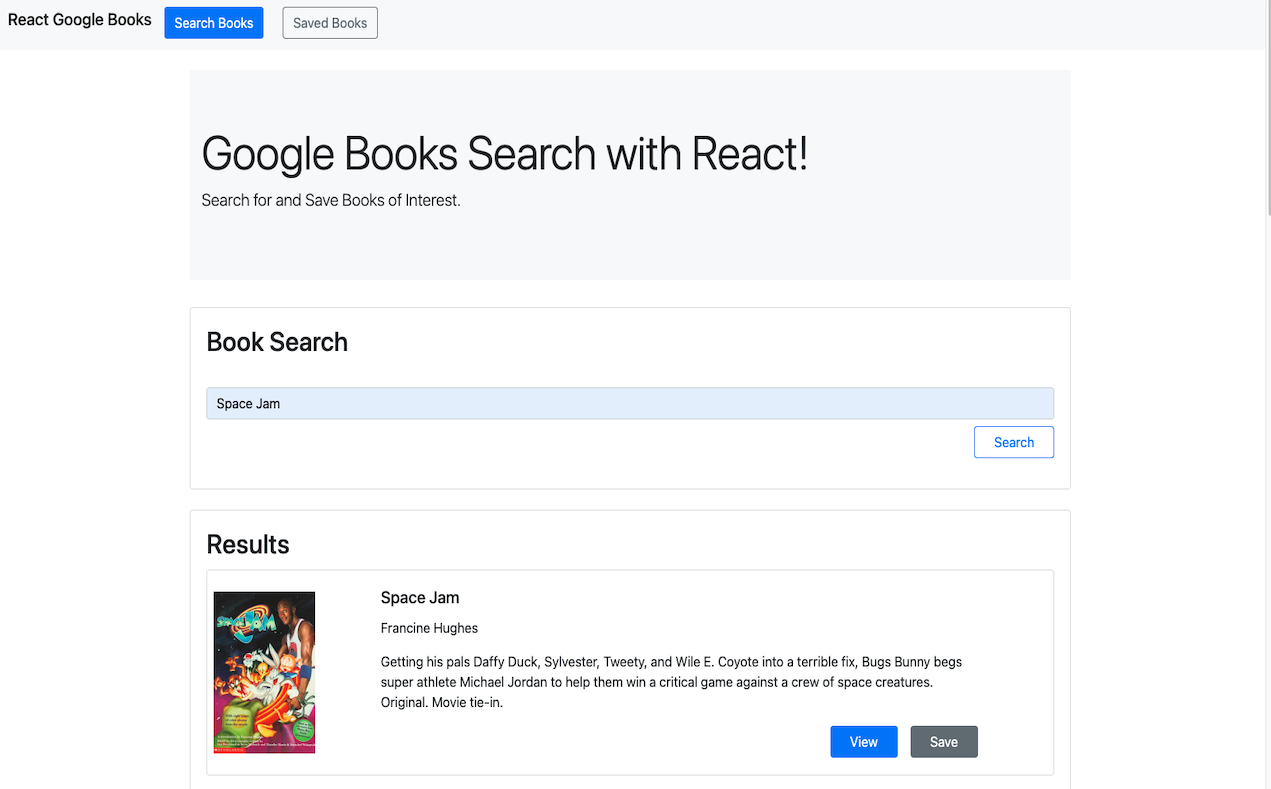 React Google Books
Search Books
Saved Books
Google Books Search with React!
Search for and Save Books of Interest.
Book Search
Space Jam
Search
Results
SPACE JAM
Space Jam
Francine Hughes
Getting his pals Daffy Duck, Sylvester, Tweety, and Wile E. Coyote into a terrible fix, Bugs Bunny begs
super athlete Michael Jordan to help them win a critical game against a crew of space creatures.
Original. Movie tie-in.
View
Save